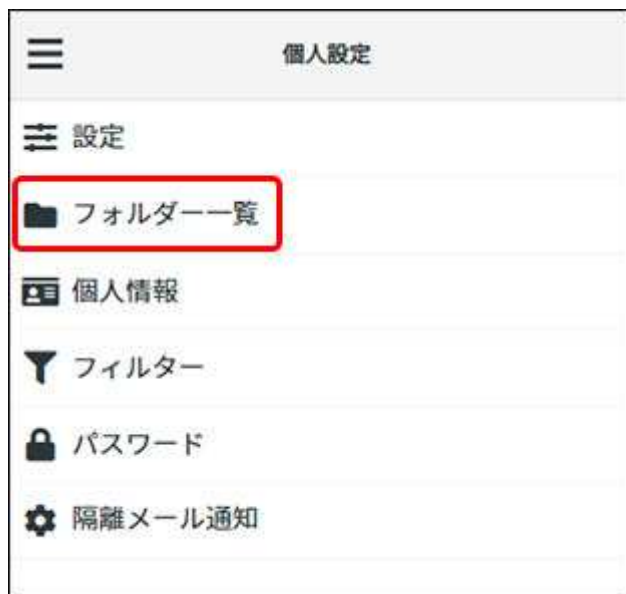 個人設定
設定
フォルダー一覧
個人情報
フィルター
パスワード
隔離メール通知